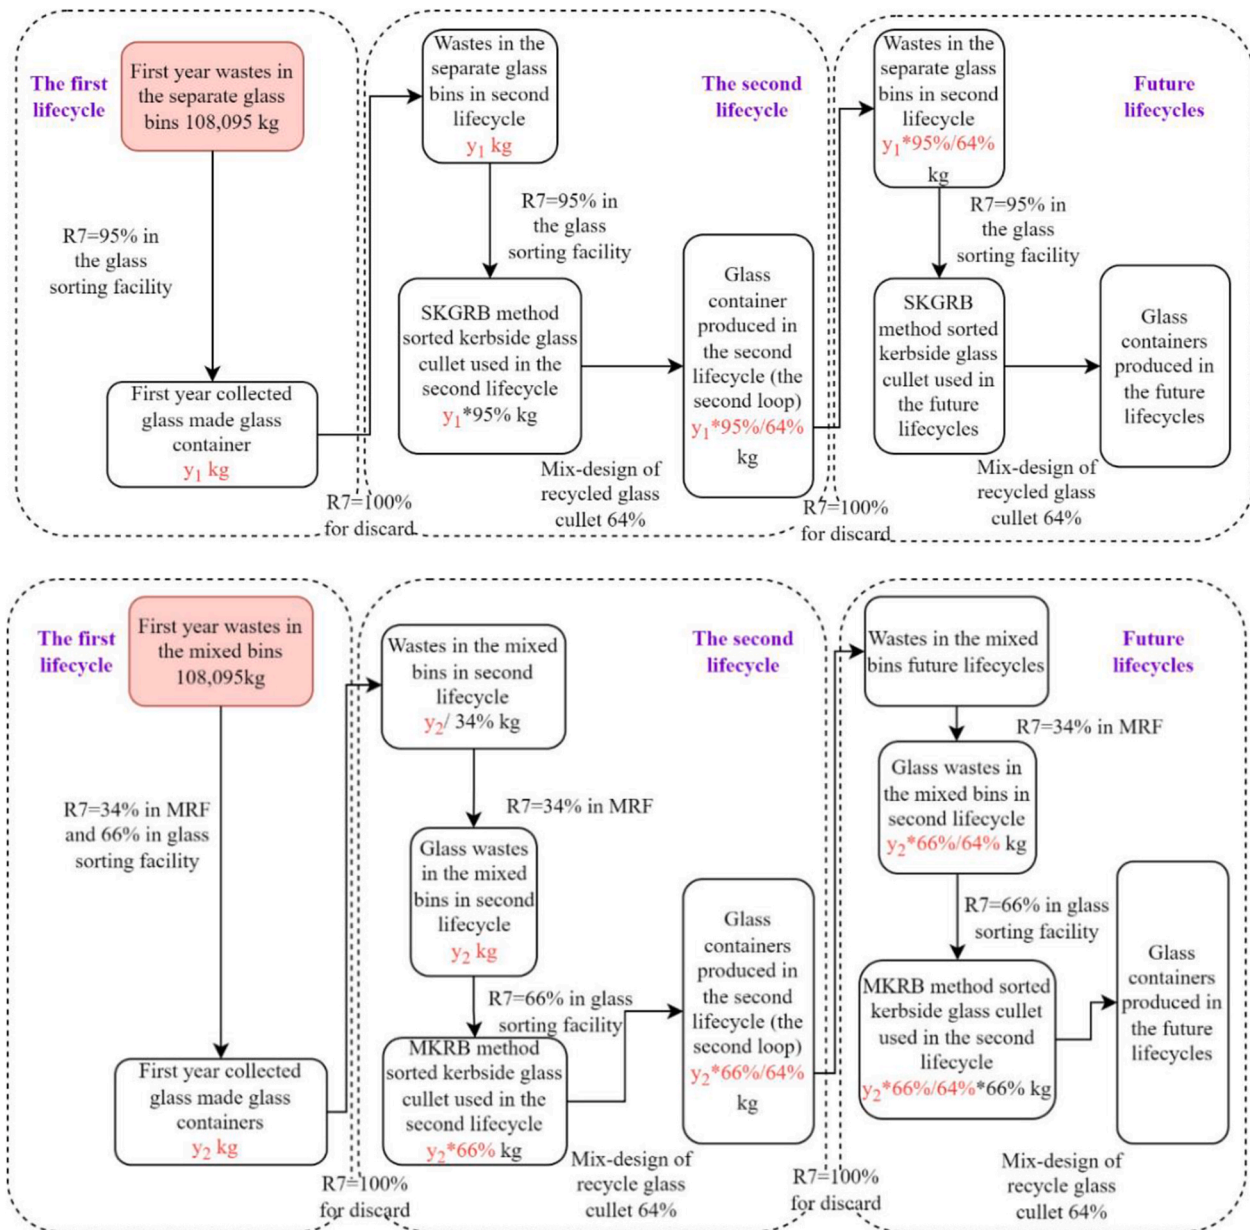 The first
lifecycle
First year wastes in
the separate glass
bins 108,095 kg
R7=95% in
the glass
sorting facility
First year collected
glass made glass
container
y₁ kg
R7=100%
for discard
Wastes in the
separate glass
bins in second
lifecycle
y₁ kg
The second
lifecycle
R7=95% in
the glass
sorting facility
SKGRB method
sorted kerbside glass
cullet used in the
second lifecycle
y₁*95% kg
Glass
container
produced in
the second
lifecycle (the
second loop)
y₁*95%/64%
kg
Mix-design of
recycled glass
cullet 64%
R7=100%
for discard
Wastes in the
separate glass
bins in second
lifecycle
y₁*95%/64%
kg
Future
lifecycles
R7=95% in
the glass
sorting facility
SKGRB
method sorted
kerbside glass
cullet used in
the future
lifecycles
Glass
containers
produced in
the future
lifecycles
Mix-design of
recycled glass
cullet 64%
The first
lifecycle
First year wastes in
the mixed bins
108,095kg
R7=34% in MRF
and 66% in glass
sorting facility
First year collected
glass made glass
containers
y₂ kg
R7=100%
for discard
Wastes in the mixed
bins in second
lifecycle
y₂/ 34% kg
The second
lifecycle
R7=34% in MRF
Glass wastes
in the mixed
bins in second
lifecycle
y₂ kg
R7=66% in glass
sorting facility
MKRB method
sorted kerbside glass
cullet used in the
second lifecycle
y₂*66% kg
Glass
containers
produced in
the second
lifecycle (the
second loop)
y₂*66%/64%
kg
Mix-design of
recycle glass
cullet 64%
R7=100%
for discard
Wastes in the mixed
bins future lifecycles
Future
lifecycles
R7=34% in MRF
Glass wastes in
the mixed bins in
second lifecycle
y₂*66%/64% kg
R7=66% in glass
sorting facility
MKRB method sorted
kerbside glass cullet
used in the second
lifecycle
y₂*66%/64%*66% kg
Glass
containers
produced in
the future
lifecycles
Mix-design of
recycle glass
cullet 64%